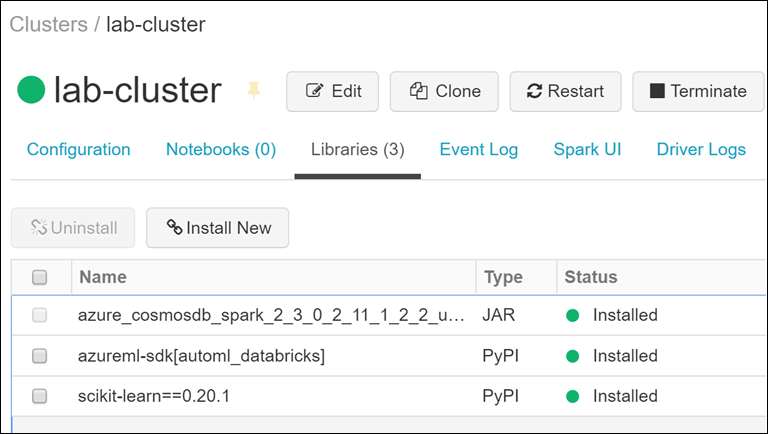 Clusters / lab-cluster
lab-cluster Edit Clone Restart Terminate
Configuration Notebooks (0) Libraries (3) Event Log Spark UI Driver Logs
Uninstall Install New
Name Type Status
azure_cosmosdb_spark_2_3_0_2_11_1_2_2_u... JAR Installed
azureml-sdk[automl_databricks] PyPI Installed
scikit-learn==0.20.1 PyPI Installed